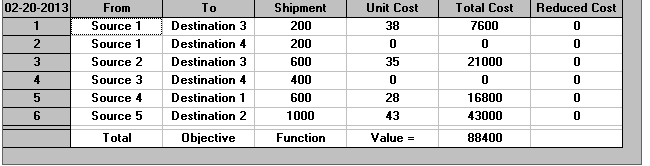 02-20-2013 From To Shipment Unit Cost Total Cost Reduced Cost
1 Source 1 Destination 3 200 38 7600 0
2 Source 1 Destination 4 200 0 0 0
3 Source 2 Destination 3 600 35 21000 0
4 Source 3 Destination 4 400 0 0 0
5 Source 4 Destination 1 600 28 16800 0
6 Source 5 Destination 2 1000 43 43000 0
Total Objective Function Value = 88400